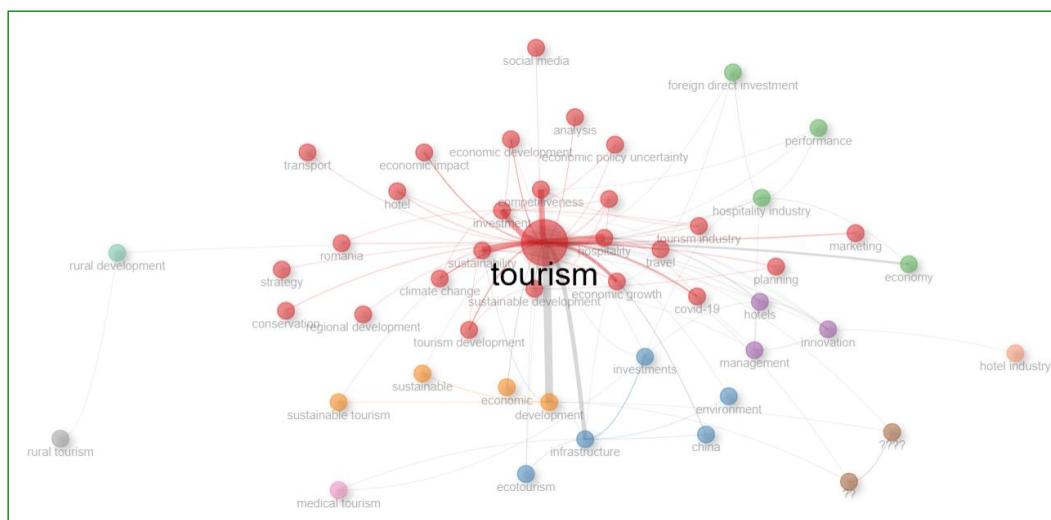 social media
foreign direct investment
analysis
performance
economic development
economic policy uncertainty
transport
economic impact
hotel
competitiveness
hospitality industry
investment
tourism industry
marketing
romania
hospitality
rural development
sustainability
travel
economy
tourism
strategy
climate change
planning
sustainable development
economic growth
conservation
regional development
covid-19
hotels
tourism development
innovation
management
investments
hotel industry
sustainable
economic
environment
sustainable tourism
development
rural tourism
infrastructure
china
????
ecotourism
??
medical tourism